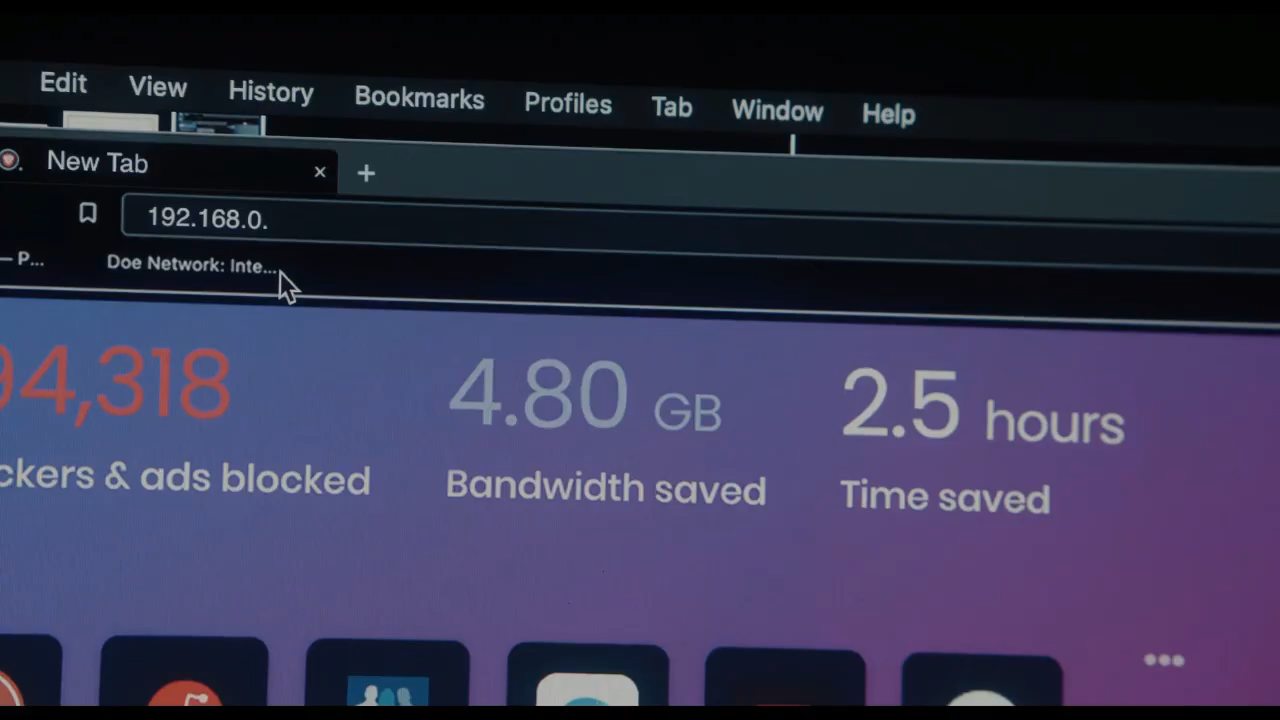 Edit View History Bookmarks Profiles Tab Window Help
New Tab
192.168.0.
– P... Doe Network: Inte...
94,318 4.80 GB 2.5 hours
ckers & ads blocked Bandwidth saved Time saved